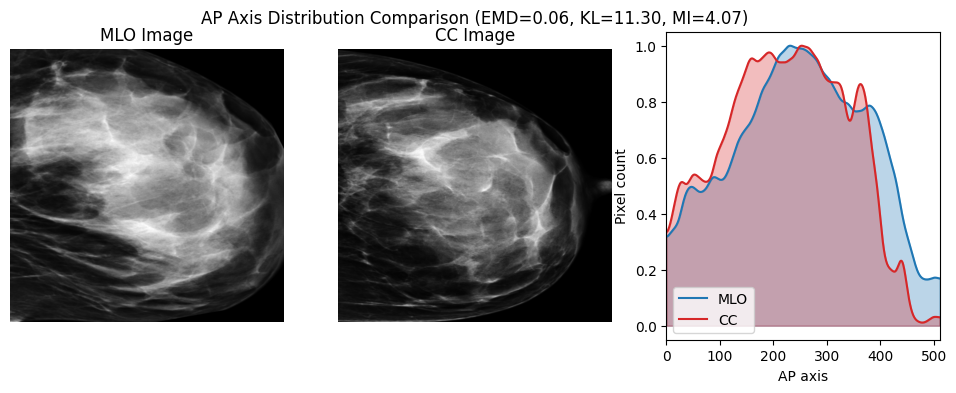 AP Axis Distribution Comparison (EMD=0.06, KL=11.30, MI=4.07)
MLO Image
CC Image
1.0
0.8
0.6
0.4
0.2
0.0
Pixel count
MLO
CC
0 100 200 300 400 500
AP axis